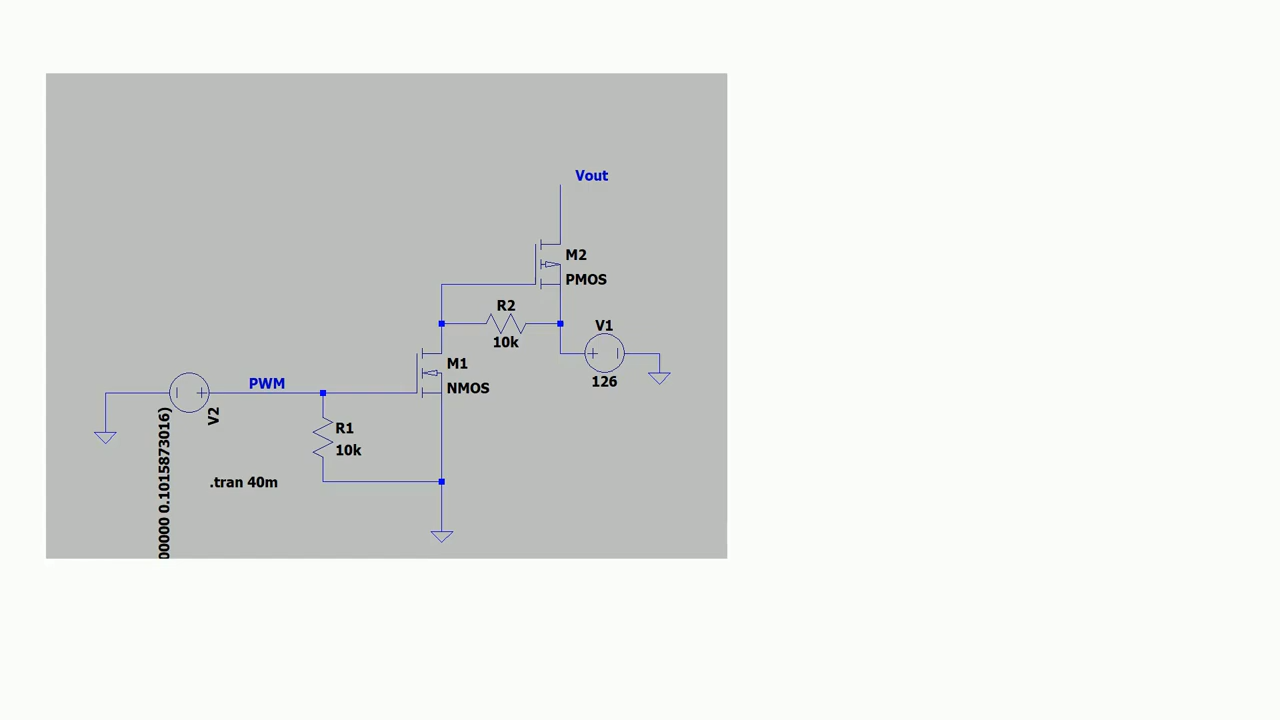 Vout
M2
PMOS
R2
10k
V1
126
M1
NMOS
PWM
V2
R1
10k
.tran 40m
00000 0.1015873016)